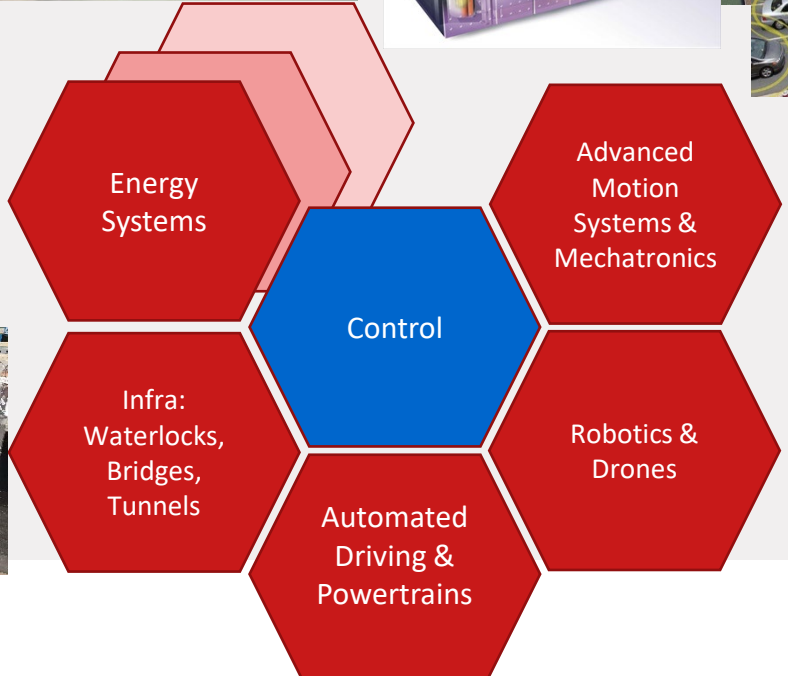 Energy
Systems
Advanced
Motion
Systems &
Mechatronics
Control
Infra:
Waterlocks,
Bridges,
Tunnels
Robotics &
Drones
Automated
Driving &
Powertrains